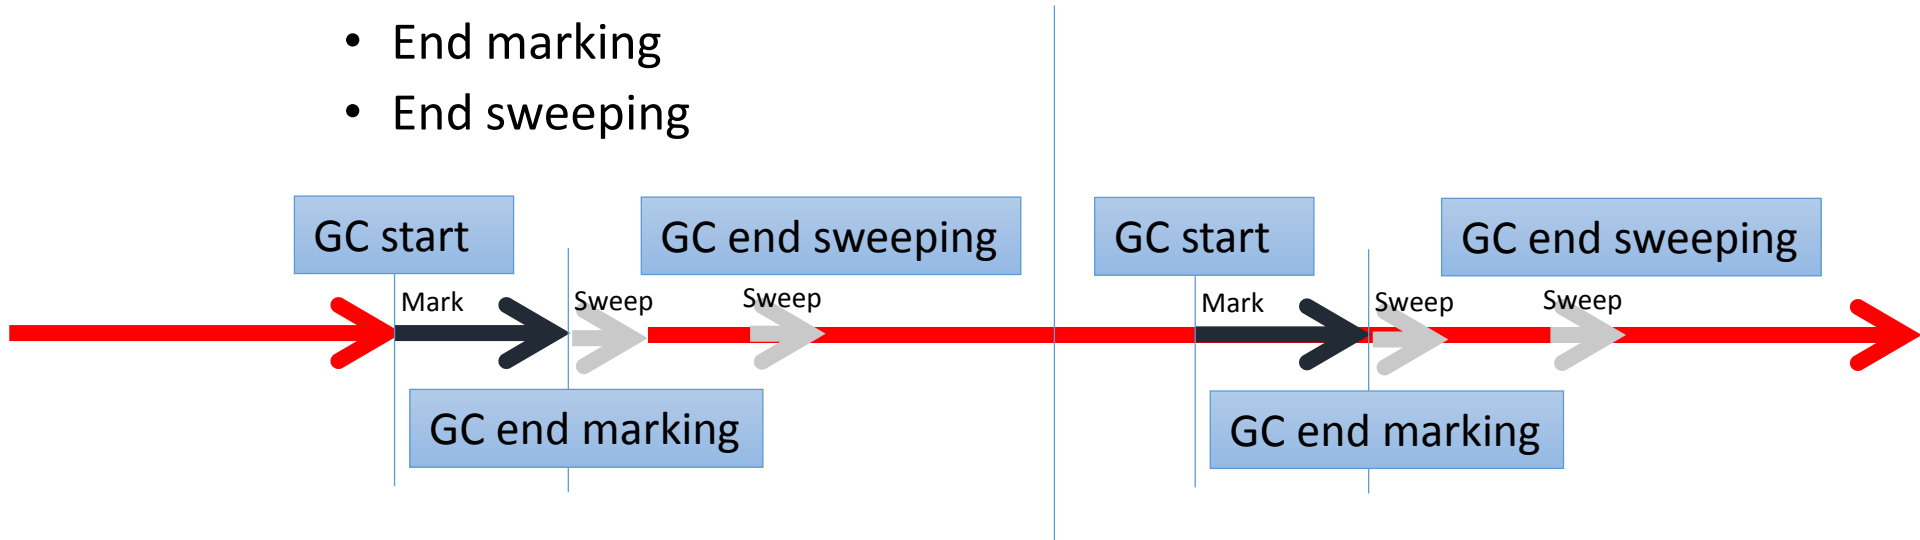 • End marking
• End sweeping
GC start
GC end sweeping
GC start
GC end sweeping
Mark
Sweep
Sweep
Mark
Sweep
Sweep
GC end marking
GC end marking